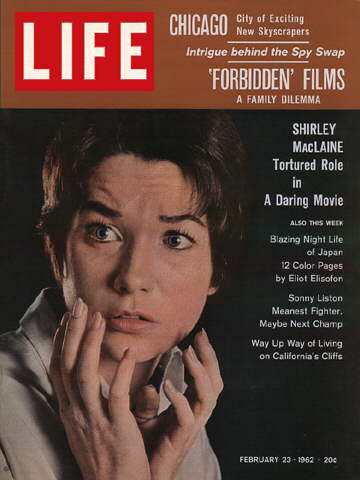 LIFE
CHICAGO City of Exciting
New Skyscrapers
Intrigue behind the Spy Swap
'FORBIDDEN' FILMS
A FAMILY DILEMMA
SHIRLEY
MacLAINE
Tortured Role
in
A Daring Movie
ALSO THIS WEEK
Blazing Night Life
of Japan
12 Color Pages
by Eliot Elisofon
Sonny Liston
Meanest Fighter,
Maybe Next Champ
Way Up Way of Living
on California's Cliffs
FEBRUARY 23 · 1962 · 20¢